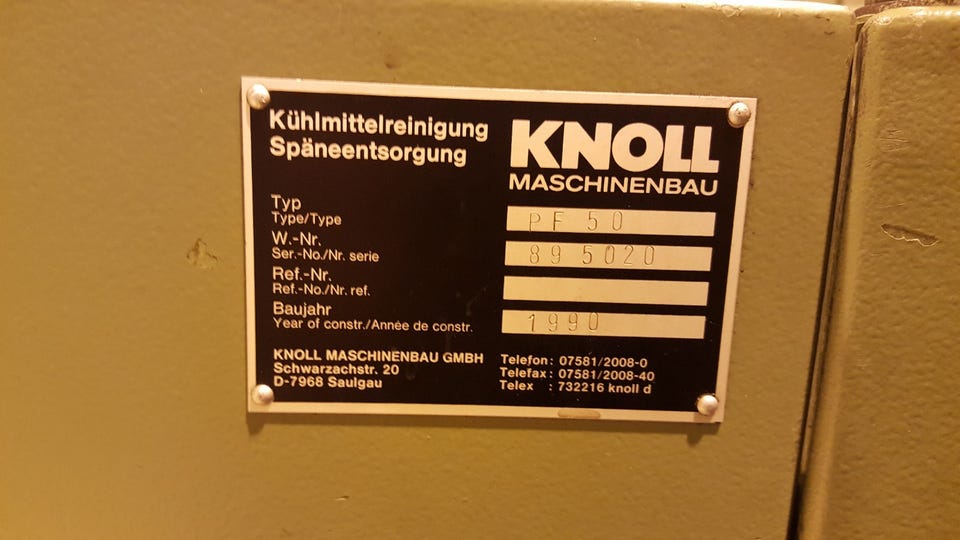 Kühlmittelreinigung
Späneentsorgung
KNOLL
MASCHINENBAU
Typ
Type/Type
PF 50
W.-Nr.
Ser.-No./Nr. serie
895020
Ref.-Nr.
Ref.-No./Nr. ref.
Baujahr
Year of constr./Année de constr.
1990
KNOLL MASCHINENBAU GMBH
Schwarzachstr. 20
D-7968 Saulgau
Telefon : 07581/2008-0
Telefax : 07581/2008-40
Telex : 732216 knoll d